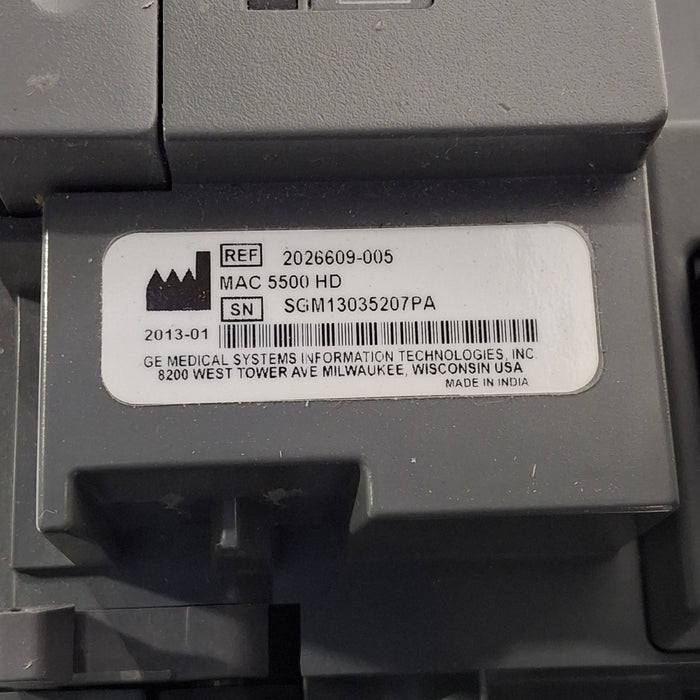 REF 2026609-005
MAC 5500 HD
SN SGM13035207PA
2013-01
GE MEDICAL SYSTEMS INFORMATION TECHNOLOGIES, INC.
8200 WEST TOWER AVE MILWAUKEE, WISCONSIN USA
MADE IN INDIA